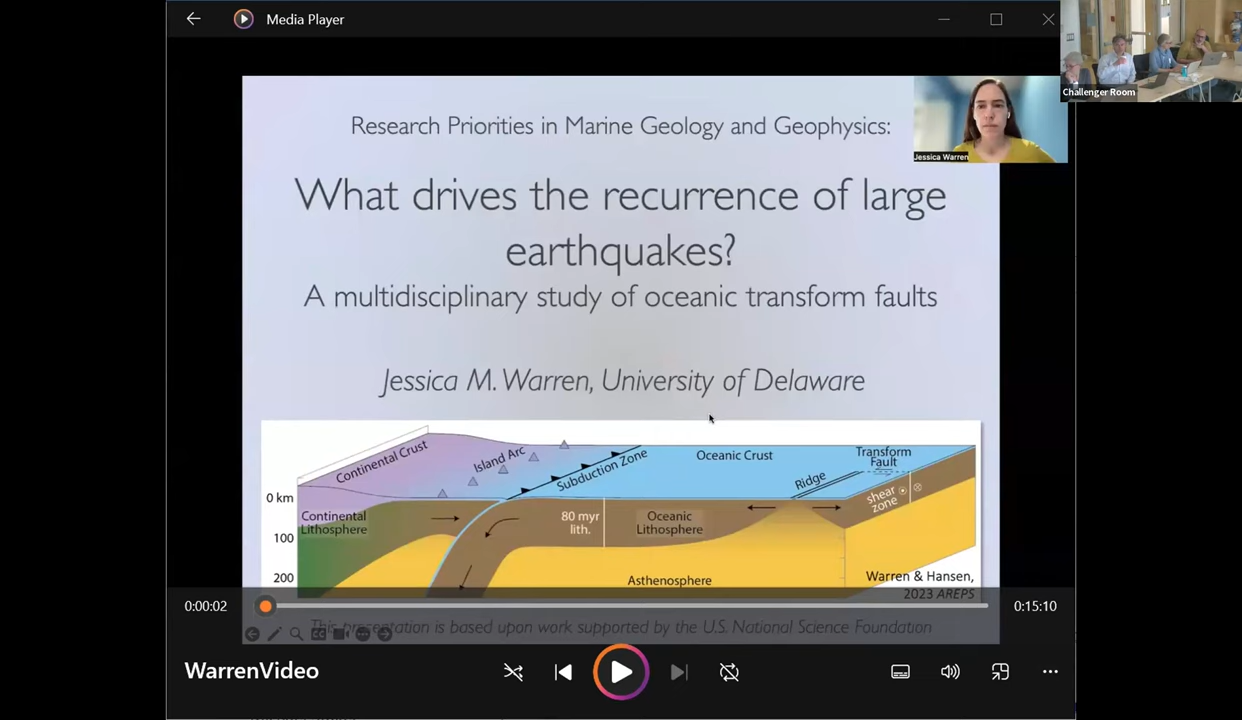 Media Player
Challenger Room
Research Priorities in Marine Geology and Geophysics:
Jessica Warren
What drives the recurrence of large
earthquakes?
A multidisciplinary study of oceanic transform faults
Jessica M. Warren, University of Delaware
Continental Crust
Island Arc
Subduction Zone
Oceanic Crust
Ridge
Transform
Fault
shear
zone
0 km
100
200
Continental
Lithosphere
80 myr
lith.
Oceanic
Lithosphere
Asthenosphere
Warren & Hansen,
2023 AREPS
0:00:02
0:15:10
This presentation is based upon work supported by the U.S. National Science Foundation
WarrenVideo